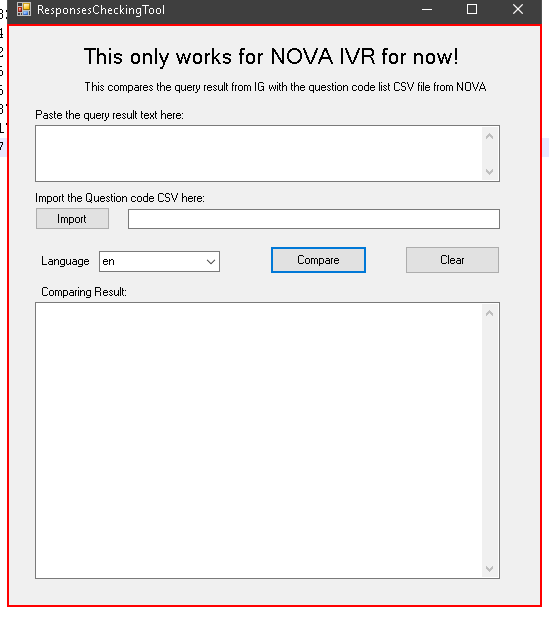 ResponsesCheckingTool
This only works for NOVA IVR for now!
This compares the query result from IG with the question code list CSV file from NOVA
Paste the query result text here:
Import the Question code CSV here:
Import
Language en Compare Clear
Comparing Result: